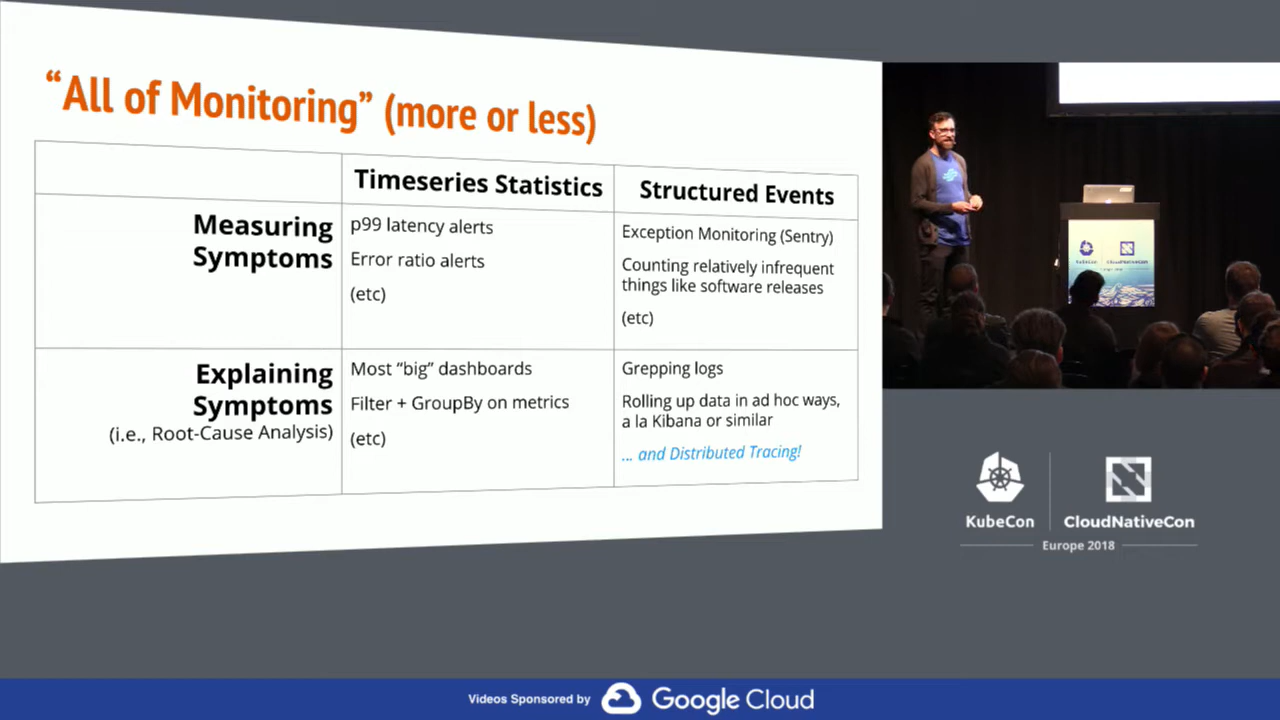 “All of Monitoring” (more or less)
Timeseries Statistics
Structured Events
Measuring
Symptoms
p99 latency alerts
Error ratio alerts
(etc)
Exception Monitoring (Sentry)
Counting relatively infrequent
things like software releases
(etc)
Explaining
Symptoms
(i.e., Root-Cause Analysis)
Most “big” dashboards
Filter + GroupBy on metrics
(etc)
Grepping logs
Rolling up data in ad hoc ways,
a la Kibana or similar
... and Distributed Tracing!
KubeCon
CloudNativeCon
KubeCon
CloudNativeCon
Europe 2018
Videos Sponsored by
Google Cloud